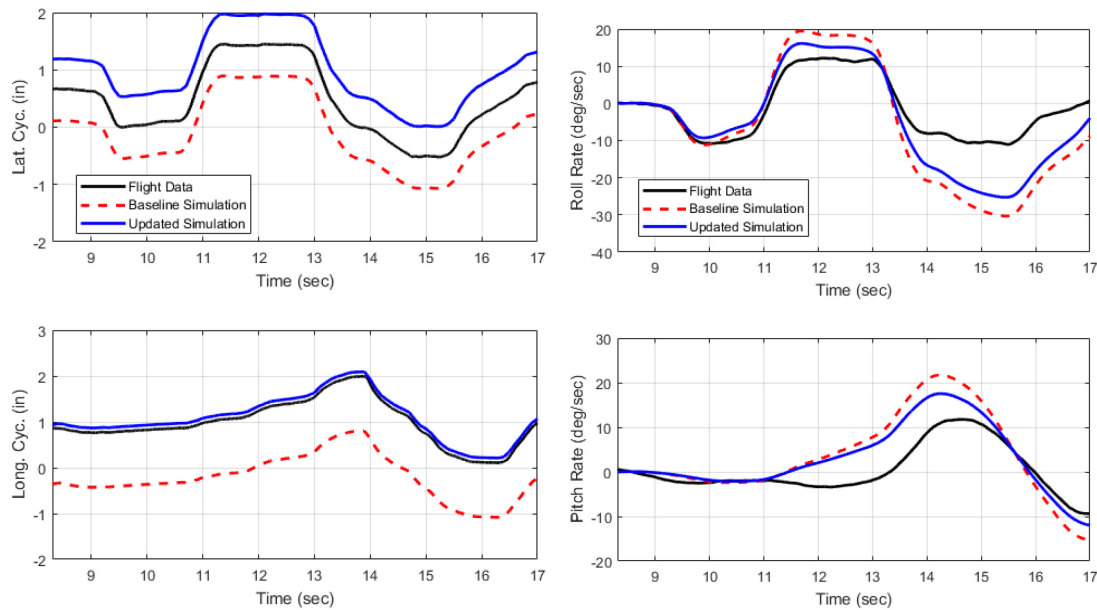 2
1
0
-1
-2
Lat. Cyc. (in)
Flight Data
Baseline Simulation
Updated Simulation
9 10 11 12 13 14 15 16 17
Time (sec)
20
10
0
-10
-20
-30
-40
Roll Rate (deg/sec)
Flight Data
Baseline Simulation
Updated Simulation
9 10 11 12 13 14 15 16 17
Time (sec)
3
2
1
0
-1
-2
Long. Cyc. (in)
9 10 11 12 13 14 15 16 17
Time (sec)
30
20
10
0
-10
-20
Pitch Rate (deg/sec)
9 10 11 12 13 14 15 16 17
Time (sec)